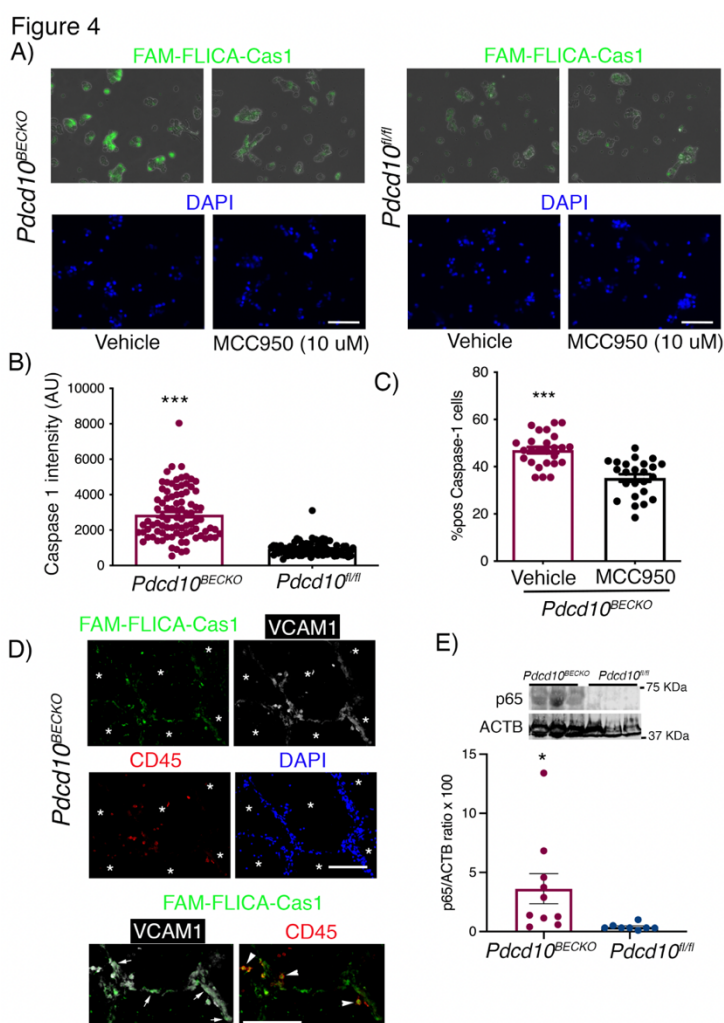 Figure 4
A)
FAM-FLICA-Cas1
FAM-FLICA-Cas1
Pdcd10BECKO
Pdcd10fl/fl
DAPI
DAPI
Vehicle
MCC950 (10 uM)
Vehicle
MCC950 (10 uM)
B)
Caspase 1 intensity (AU)
10000
8000
6000
4000
2000
0
***
Pdcd10BECKO
Pdcd10fl/fl
C)
%pos Caspase-1 cells
80
60
40
20
0
***
Vehicle
MCC950
Pdcd10BECKO
D)
FAM-FLICA-Cas1
VCAM1
Pdcd10BECKO
* * * * * *
* * * * * *
CD45
DAPI
* * * * * *
* * * * * *
FAM-FLICA-Cas1
VCAM1
CD45
E)
Pdcd10BECKO
Pdcd10fl/fl
p65
75 KDa
ACTB
37 KDa
p65/ACTB ratio x 100
15
10
5
0
*
Pdcd10BECKO
Pdcd10fl/fl